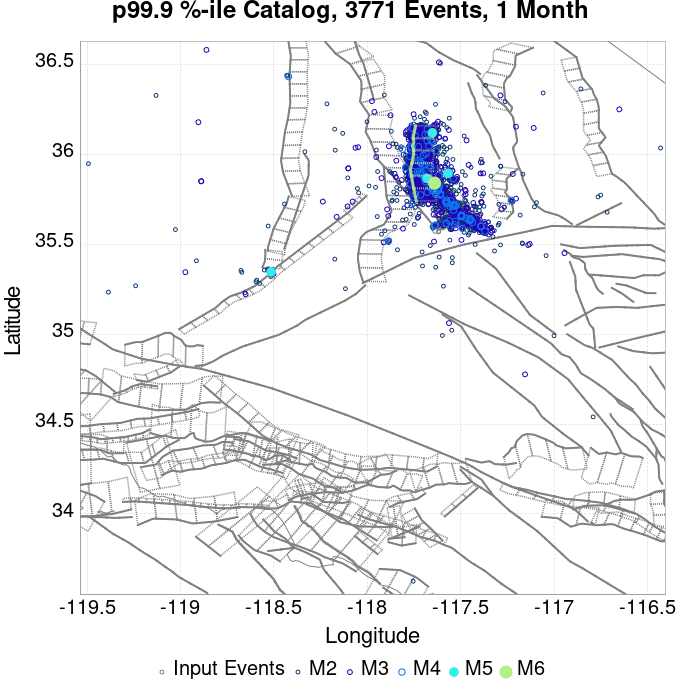 p99.9 %-ile Catalog, 3771 Events, 1 Month
36.5
36
35.5
35
34.5
34
Latitude
-119.5 -119 -118.5 -118 -117.5 -117 -116.5
Longitude
Input Events M2 M3 M4 M5 M6